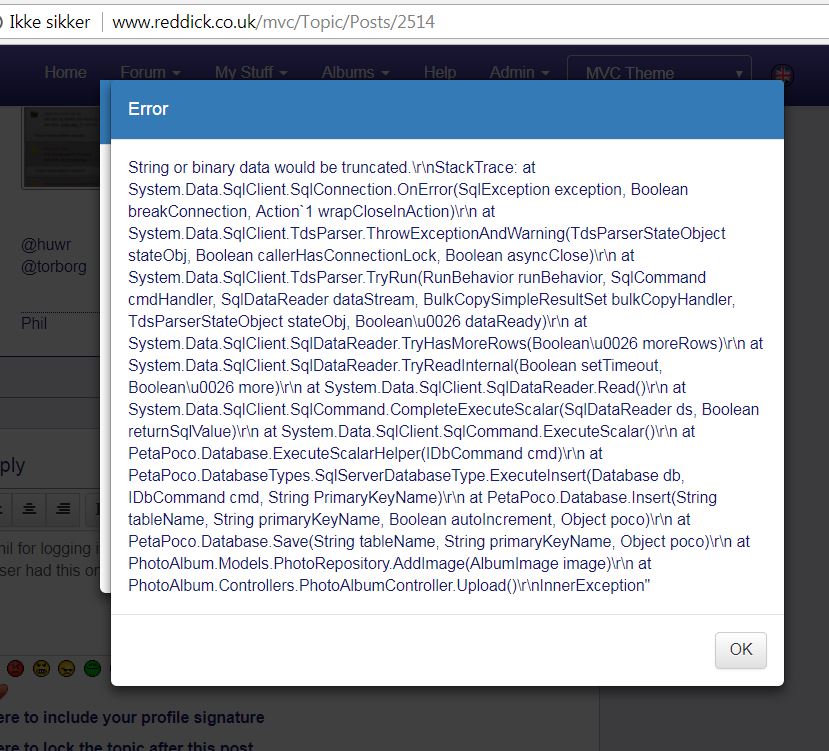 Ikke sikker www.reddick.co.uk/mvc/Topic/Posts/2514
Home Forum My Stuff Albums Help Admin MVC Theme
Error
String or binary data would be truncated.\r\nStackTrace: at
System.Data.SqlClient.SqlConnection.OnError(SqlException exception, Boolean
breakConnection, Action`1 wrapCloseInAction)\r\n at
System.Data.SqlClient.TdsParser.ThrowExceptionAndWarning(TdsParserStateObject
stateObj, Boolean callerHasConnectionLock, Boolean asyncClose)\r\n at
System.Data.SqlClient.TdsParser.TryRun(RunBehavior runBehavior, SqlCommand
cmdHandler, SqlDataReader dataStream, BulkCopySimpleResultSet bulkCopyHandler,
TdsParserStateObject stateObj, Boolean\u0026 dataReady)\r\n at
System.Data.SqlClient.SqlDataReader.TryHasMoreRows(Boolean\u0026 moreRows)\r\n at
System.Data.SqlClient.SqlDataReader.TryReadInternal(Boolean setTimeout,
Boolean\u0026 more)\r\n at System.Data.SqlClient.SqlDataReader.Read()\r\n at
System.Data.SqlClient.SqlCommand.CompleteExecuteScalar(SqlDataReader ds, Boolean
returnSqlValue)\r\n at System.Data.SqlClient.SqlCommand.ExecuteScalar()\r\n at
PetaPoco.Database.ExecuteScalarHelper(IDbCommand cmd)\r\n at
PetaPoco.DatabaseTypes.SqlServerDatabaseType.ExecuteInsert(Database db,
IDbCommand cmd, String PrimaryKeyName)\r\n at PetaPoco.Database.Insert(String
tableName, String primaryKeyName, Boolean autoIncrement, Object poco)\r\n at
PetaPoco.Database.Save(String tableName, String primaryKeyName, Object poco)\r\n at
PhotoAlbum.Models.PhotoRepository.AddImage(AlbumImage image)\r\n at
PhotoAlbum.Controllers.PhotoAlbumController.Upload()\r\nInnerException"
OK
@huwr
@torborg
Phil
ply
hil for logging i
ser had this or
ere to include your profile signature
ere to lock the topic after this post